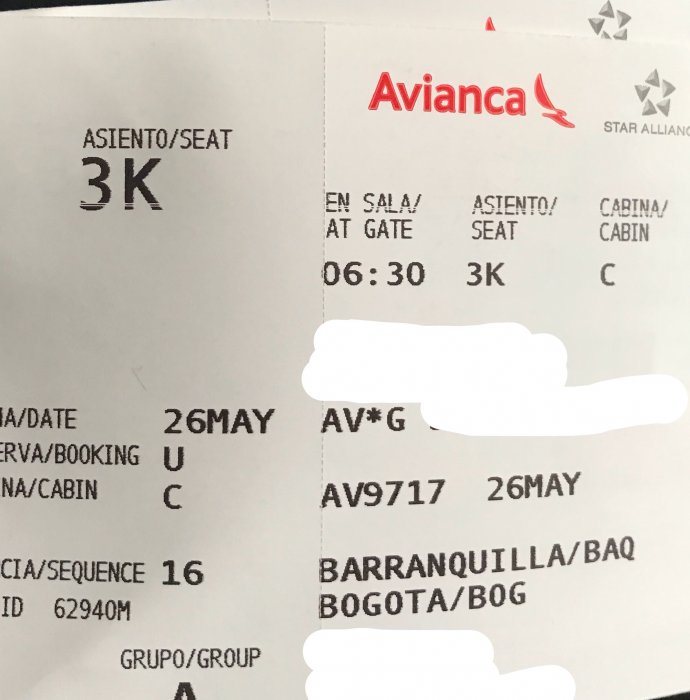 ASIENTO/SEAT
3K
IA/DATE 26MAY
ERVA/BOOKING U
NA/CABIN C
CIA/SEQUENCE 16
ID 62940M
GRUPO/GROUP
A
Avianca
STAR ALLIANC
EN SALA/ ASIENTO/ CABINA/
AT GATE SEAT CABIN
06:30 3K C
AV*G
AV9717 26MAY
BARRANQUILLA/BAQ
BOGOTA/BOG